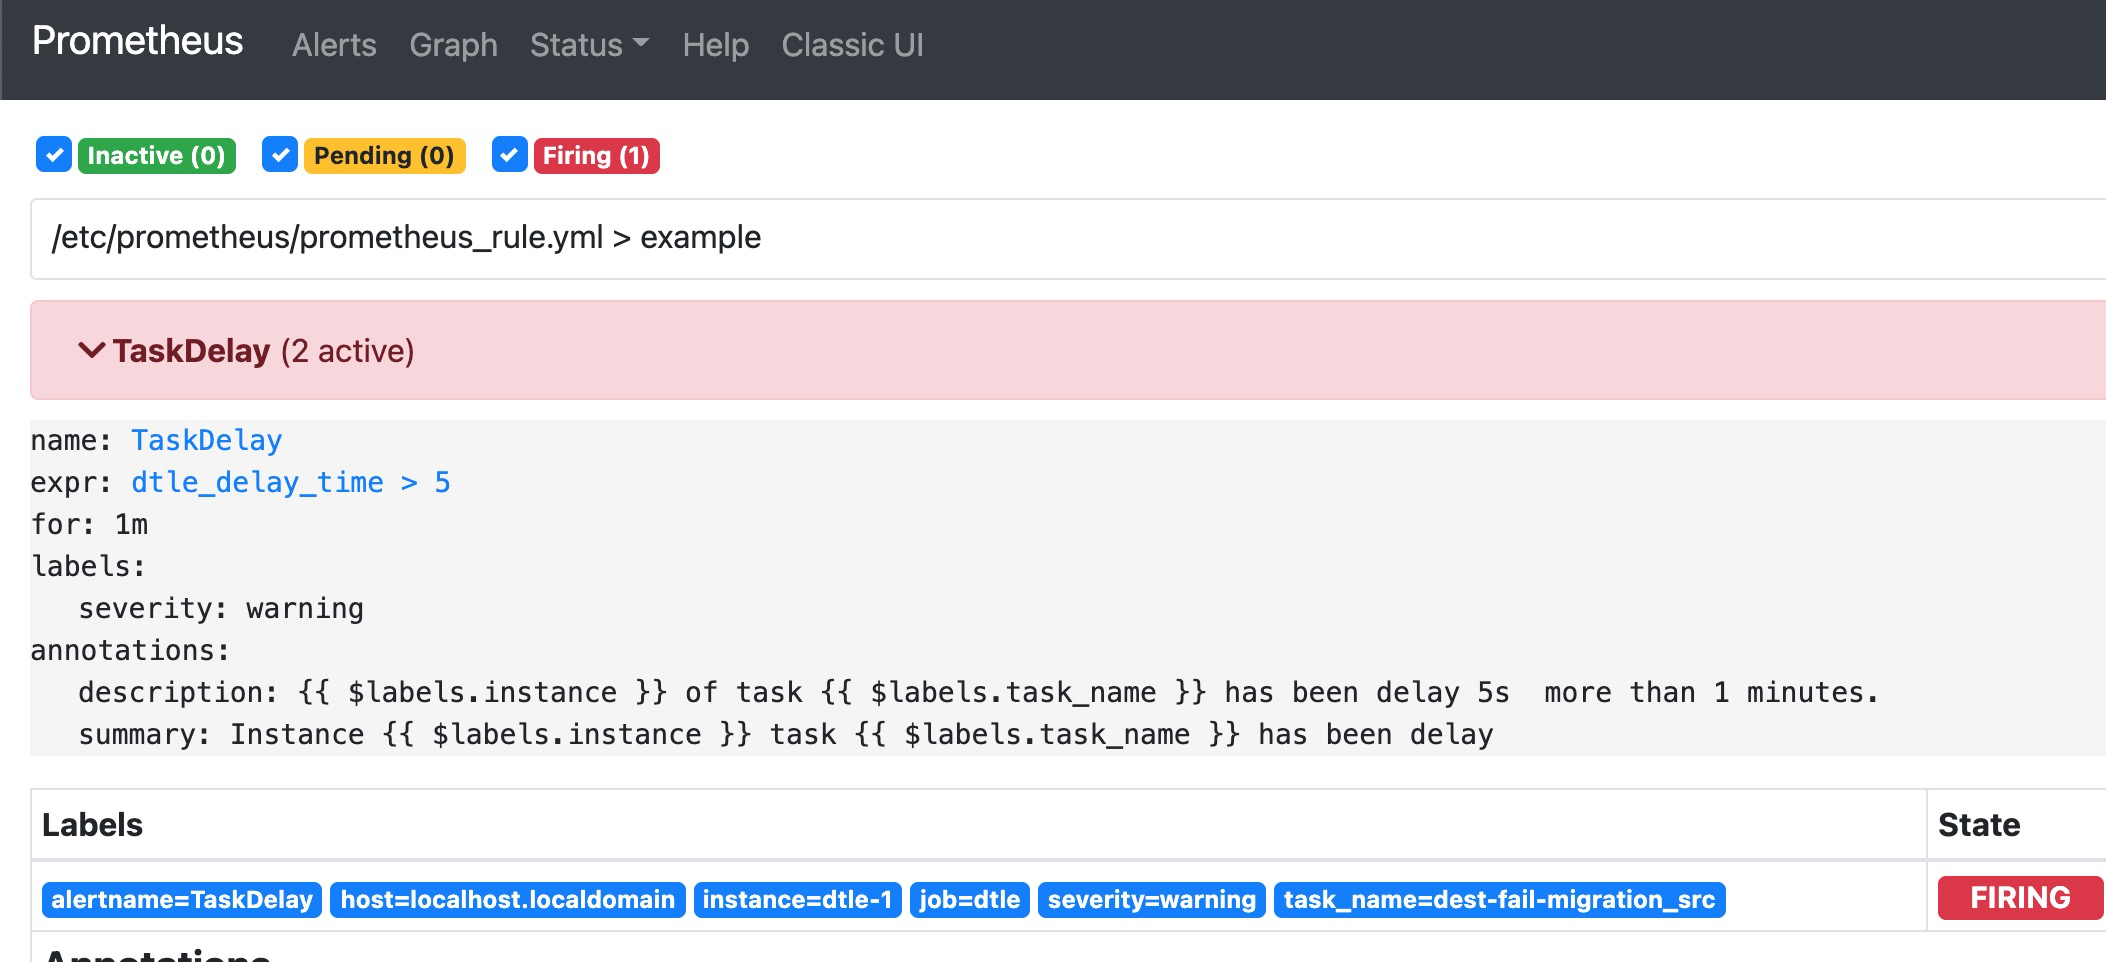 Prometheus Alerts Graph Status Help Classic UI
Inactive (0) Pending (0) Firing (1)
/etc/prometheus/prometheus_rule.yml > example
TaskDelay (2 active)
name: TaskDelay
expr: dtle_delay_time > 5
for: 1m
labels:
severity: warning
annotations:
description: {{ $labels.instance }} of task {{ $labels.task_name }} has been delay 5s  more than 1 minutes.
summary: Instance {{ $labels.instance }} task {{ $labels.task_name }} has been delay
Labels State
alertname=TaskDelay host=localhost.localdomain instance=dtle-1 job=dtle severity=warning task_name=dest-fail-migration_src FIRING
Annotations